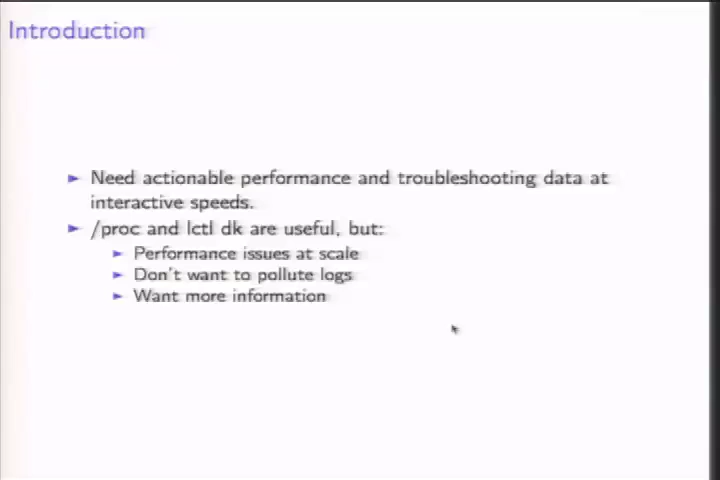 Introduction
Need actionable performance and troubleshooting data at
interactive speeds.
/proc and lctl dk are useful, but:
Performance issues at scale
Don't want to pollute logs
Want more information